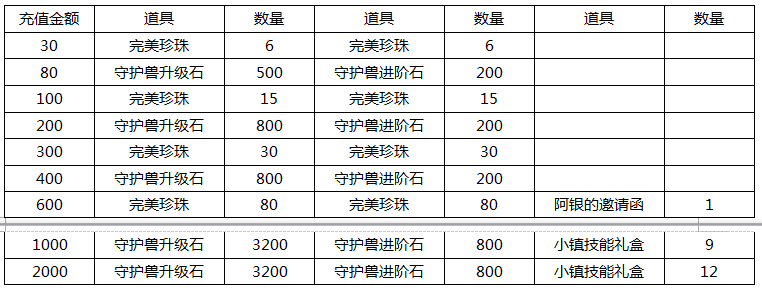 充值金额 道具 数量 道具 数量 道具 数量
30 完美珍珠 6 完美珍珠 6
80 守护兽升级石 500 守护兽进阶石 200
100 完美珍珠 15 完美珍珠 15
200 守护兽升级石 800 守护兽进阶石 200
300 完美珍珠 30 完美珍珠 30
400 守护兽升级石 800 守护兽进阶石 200
600 完美珍珠 80 完美珍珠 80 阿银的邀请函 1
1000 守护兽升级石 3200 守护兽进阶石 800 小镇技能礼盒 9
2000 守护兽升级石 3200 守护兽进阶石 800 小镇技能礼盒 12